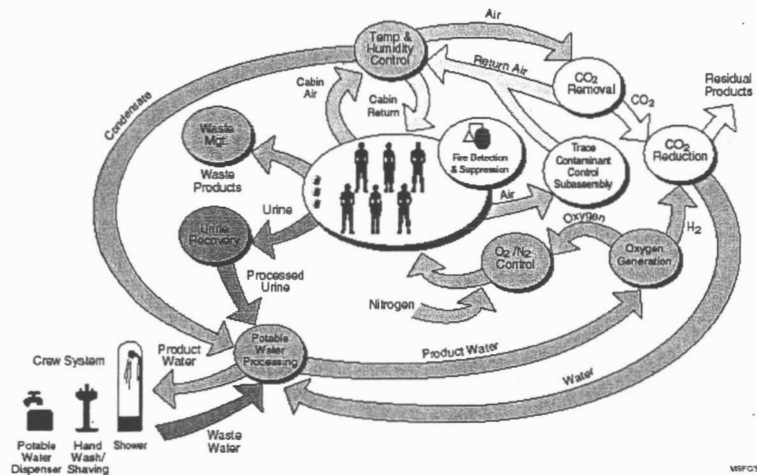 Air
Temp &
Humidity
Control
Return Air
CO2
Removal
CO2
Residual
Products
Condensate
Cabin
Air
Cabin
Return
Waste
Mgt.
Waste
Products
Fire Detection
& Suppression
Trace
Contaminant
Control
Subassembly
CO2
Reduction
Urine
Air
Urine
Recovery
Oxygen
H2
O2/N2
Control
Oxygen
Generation
Processed
Urine
Nitrogen
Product
Water
Potable
Water
Processing
Product Water
Water
Crew System
Waste
Water
Potable
Water
Dispenser
Hand
Wash/
Shaving
Shower